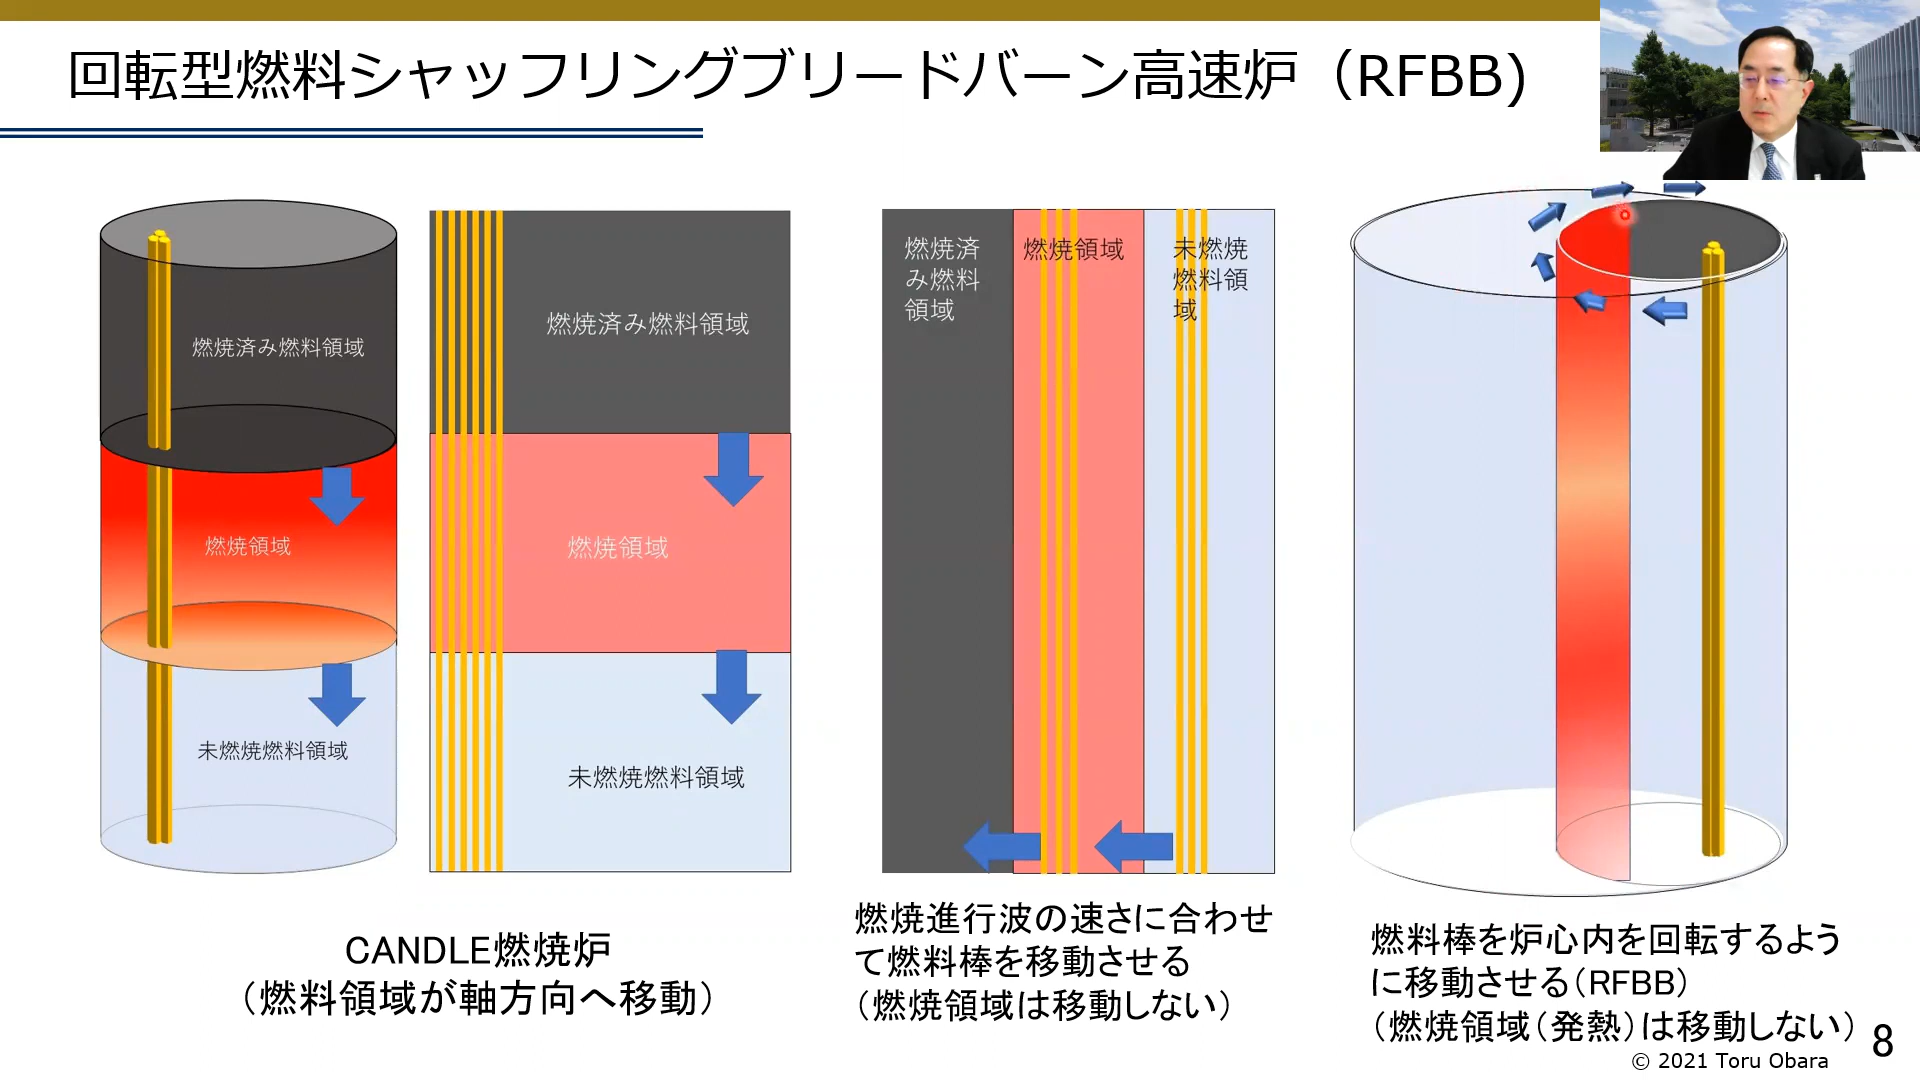 回転型燃料シャッフリングブリードバーン高速炉（RFBB)
燃焼済み燃料領域
燃焼領域
未燃焼燃料領域
燃焼済み燃料領域
燃焼領域
未燃焼燃料領域
CANDLE燃焼炉
（燃料領域が軸方向へ移動）
燃焼済
み燃料
領域
燃焼領域
未燃焼
燃料領
域
燃焼進行波の速さに合わせ
て燃料棒を移動させる
（燃焼領域は移動しない）
燃料棒を炉心内を回転するよう
に移動させる（RFBB）
（燃焼領域（発熱）は移動しない）
8
© 2021 Toru Obara